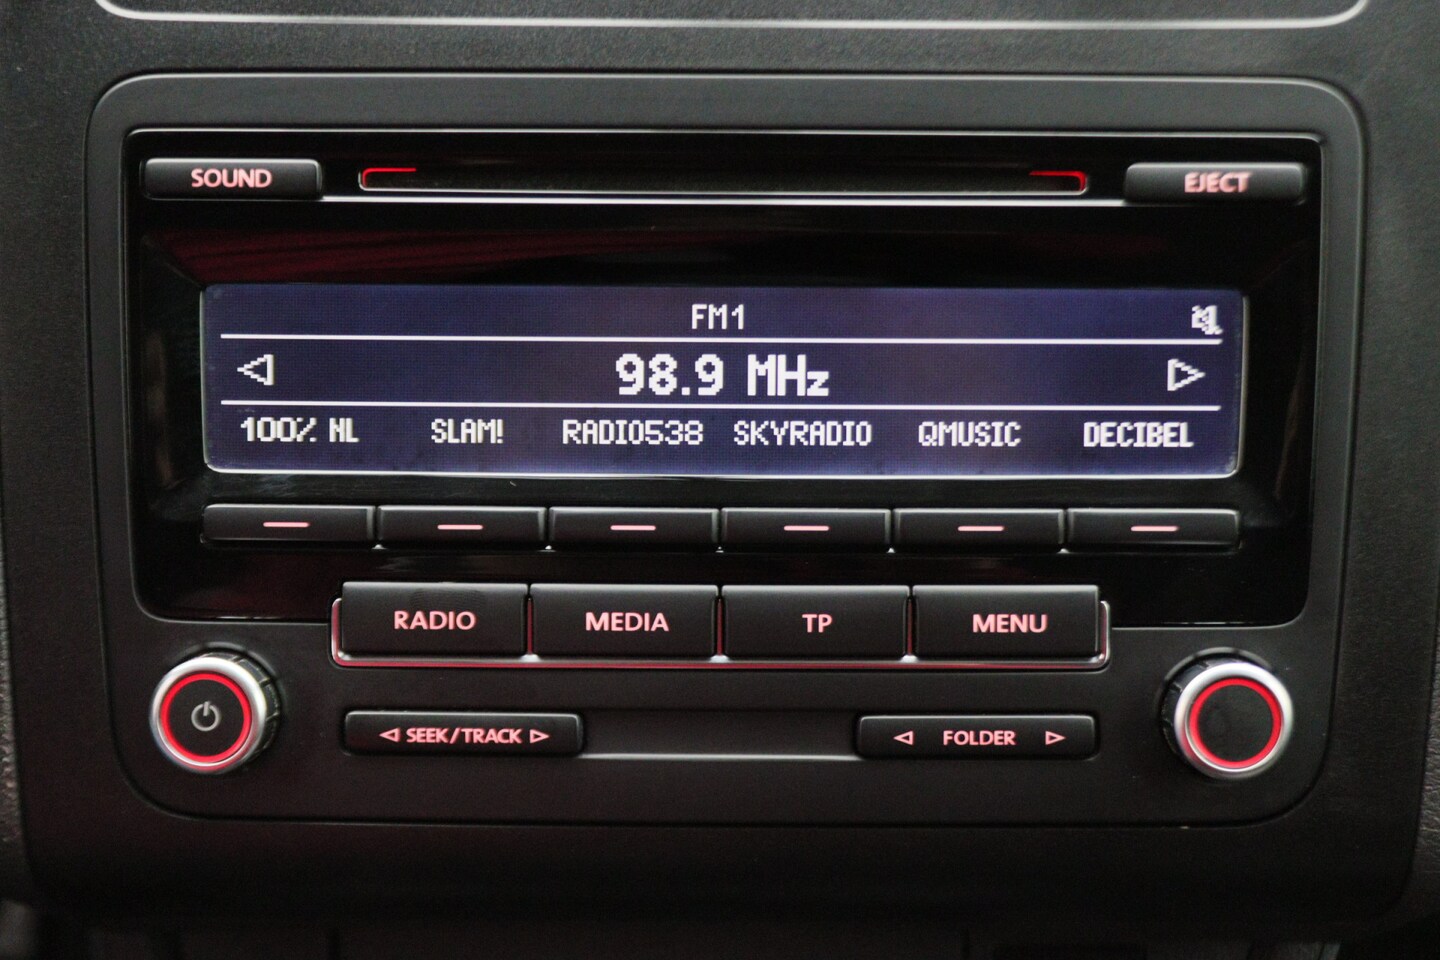 SOUND EJECT
FM1
98.9 MHz
100% NL SLAM! RADIO538 SKYRADIO QMUSIC DECIBEL
RADIO MEDIA TP MENU
SEEK/TRACK FOLDER